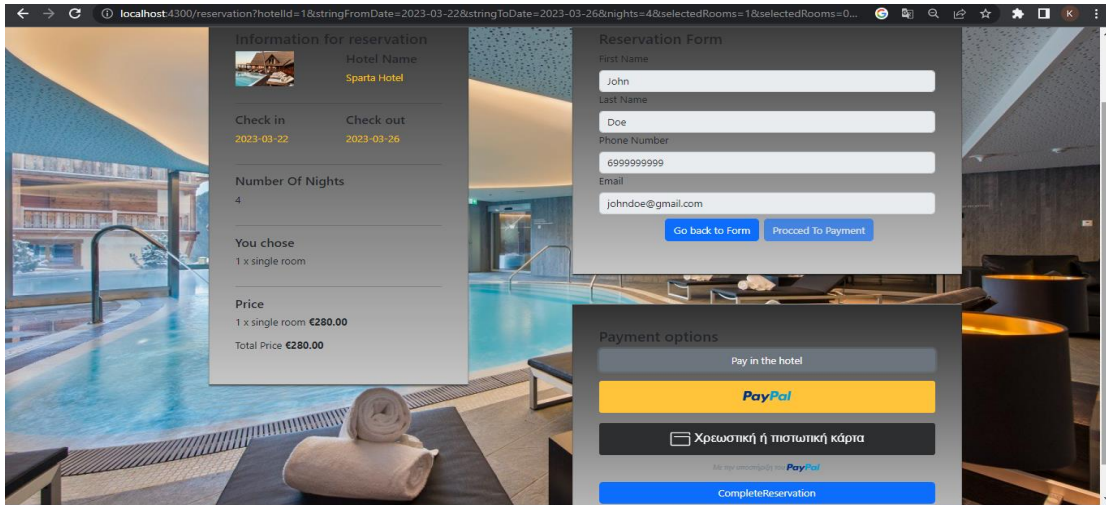 localhost:4300/reservation?hotelId=1&stringFromDate=2023-03-22&stringToDate=2023-03-26&nights=4&selectedRooms=1&selectedRooms=0...
K
Information for reservation
Hotel Name
Sparta Hotel
Check in
Check out
2023-03-22
2023-03-26
Number Of Nights
4
You chose
1 x single room
Price
1 x single room €280.00
Total Price €280.00
Reservation Form
First Name
John
Last Name
Doe
Phone Number
6999999999
Email
johndoe@gmail.com
Go back to Form
Procced To Payment
Payment options
Pay in the hotel
PayPal
Χρεωστική ή πιστωτική κάρτα
Με την υποστήριξη του PayPal
CompleteReservation